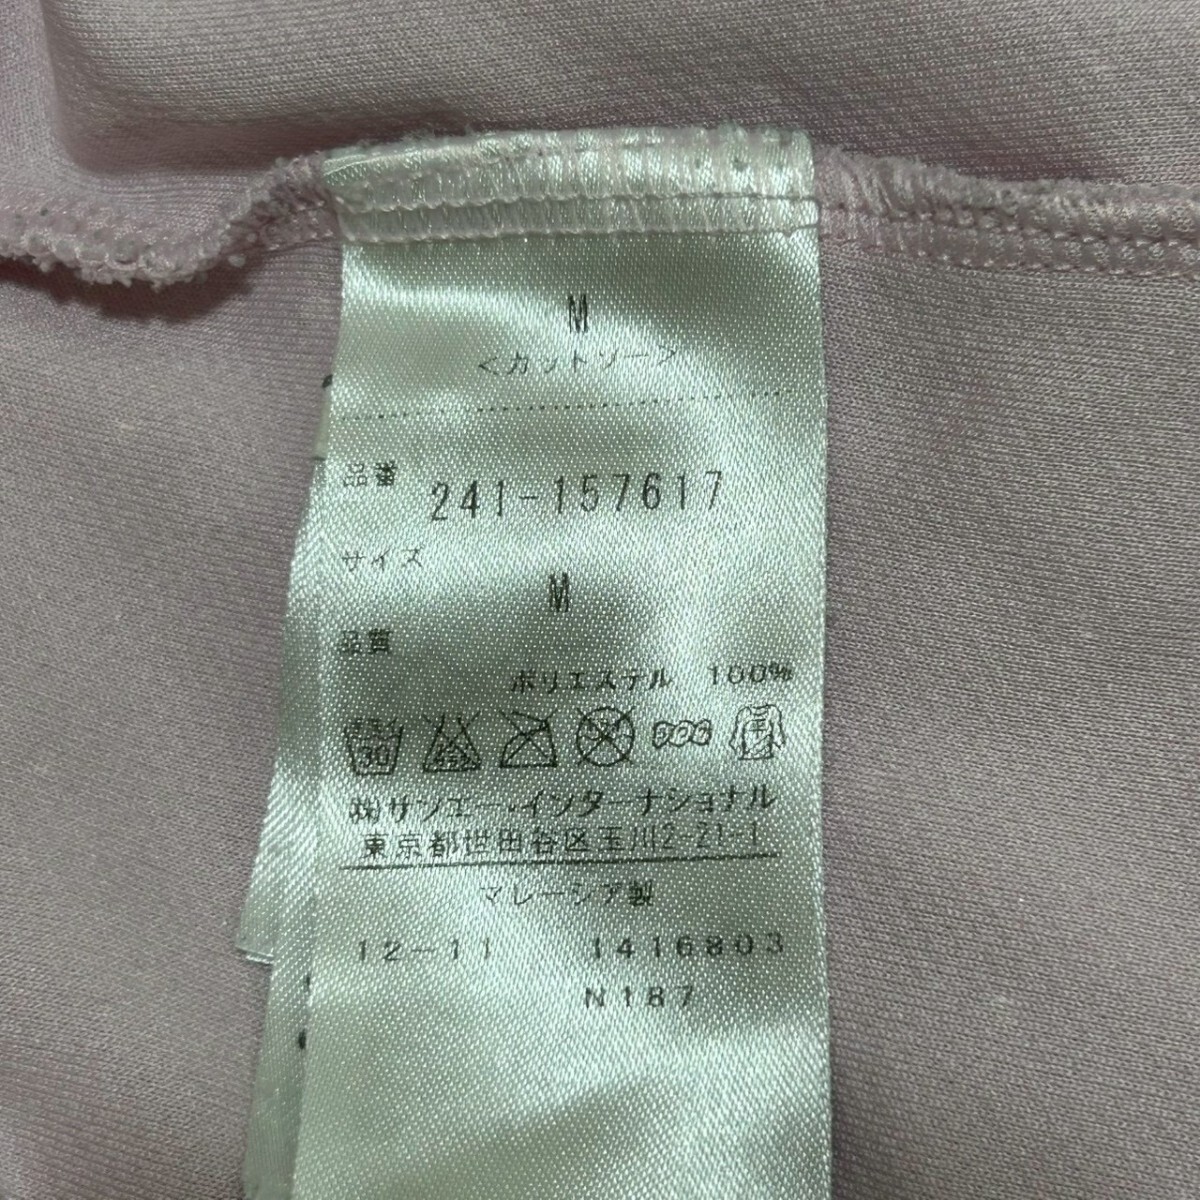 M
<カットソー>
品番 241-157617
サイズ
M
品質
ポリエステル 100%
30
㈱サンエー・インターナショナル
東京都世田谷区玉川2-21-1
マレーシア製
12-11 1416803
N187